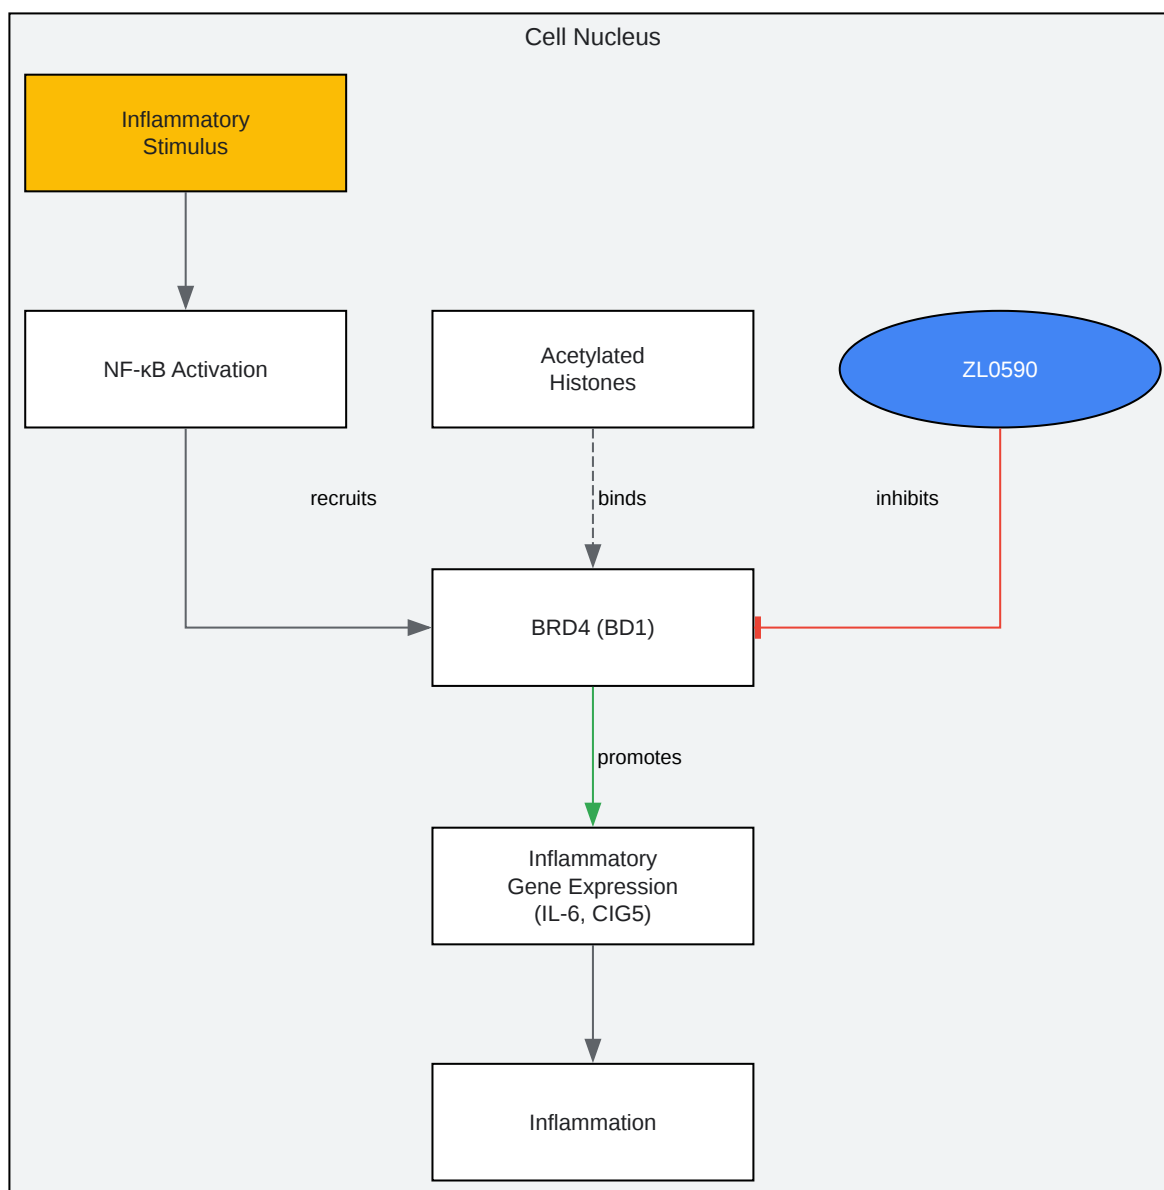 Cell Nucleus
Inflammatory
Stimulus
NF-κB Activation
Acetylated
Histones
ZL0590
recruits
binds
inhibits
BRD4 (BD1)
promotes
Inflammatory
Gene Expression
(IL-6, CIG5)
Inflammation